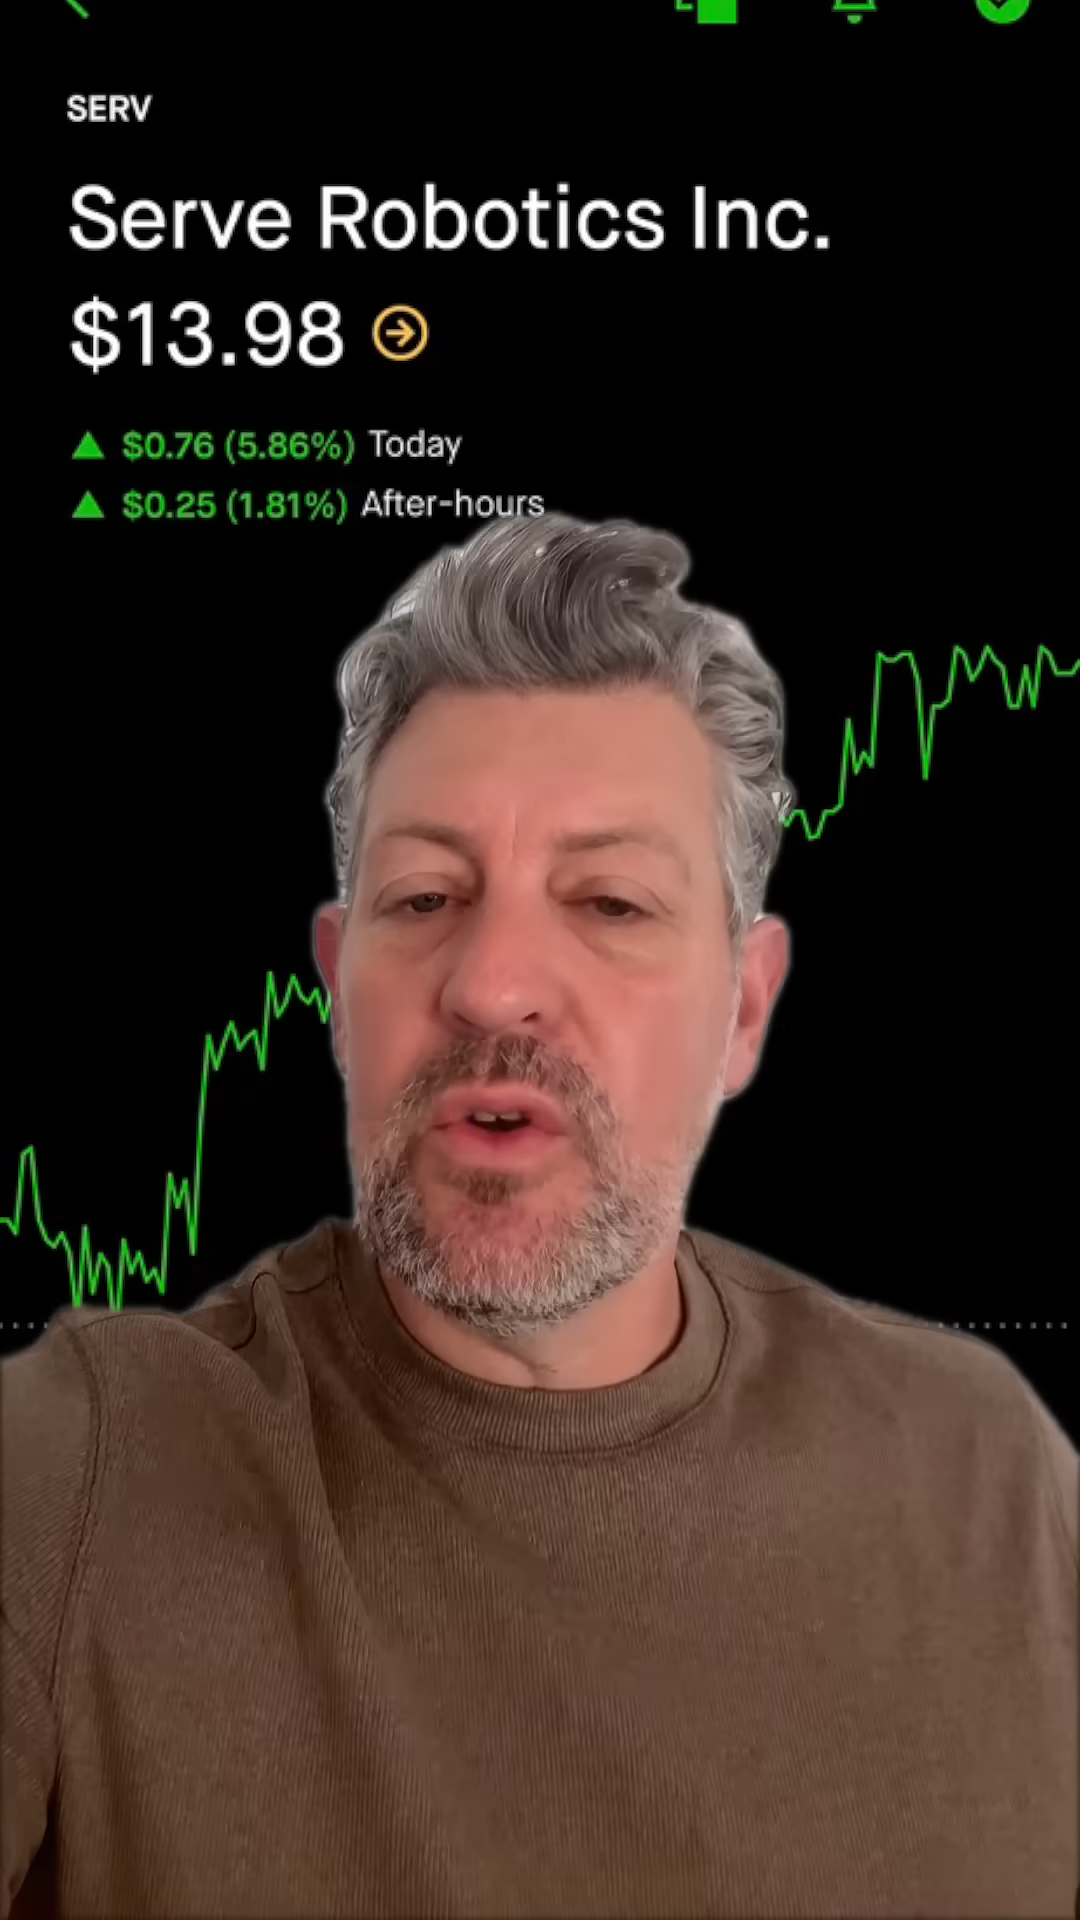 SERV
Serve Robotics Inc.
$13.98
$0.76 (5.86%) Today
$0.25 (1.81%) After-hours